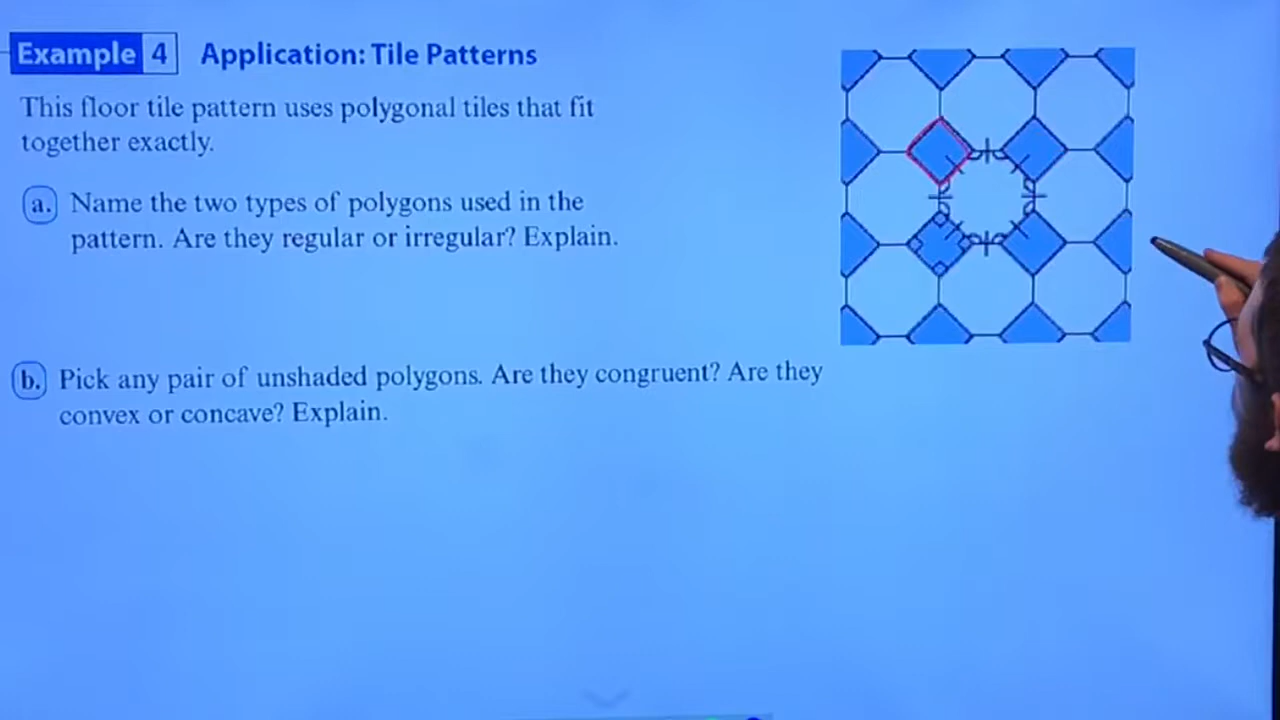 Example 4 Application: Tile Patterns
This floor tile pattern uses polygonal tiles that fit
together exactly.
a. Name the two types of polygons used in the
pattern. Are they regular or irregular? Explain.
b. Pick any pair of unshaded polygons. Are they congruent? Are they
convex or concave? Explain.